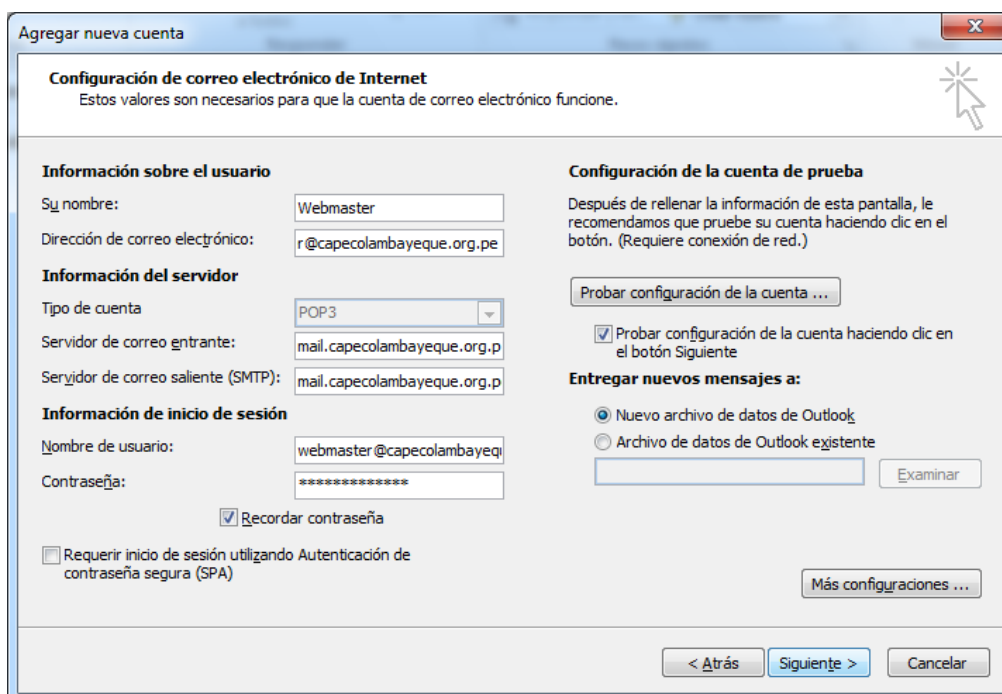 Agregar nueva cuenta
Configuración de correo electrónico de Internet
Estos valores son necesarios para que la cuenta de correo electrónico funcione.
Información sobre el usuario
Su nombre:
Webmaster
Dirección de correo electrónico:
r@capecolambayeque.org.pe
Información del servidor
Tipo de cuenta
POP3
Servidor de correo entrante:
mail.capecolambayeque.org.p
Servidor de correo saliente (SMTP):
mail.capecolambayeque.org.p
Información de inicio de sesión
Nombre de usuario:
webmaster@capecolambayequ
Contraseña:
*************
Recordar contraseña
Requerir inicio de sesión utilizando Autenticación de
contraseña segura (SPA)
Configuración de la cuenta de prueba
Después de rellenar la información de esta pantalla, le
recomendamos que pruebe su cuenta haciendo clic en el
botón. (Requiere conexión de red.)
Probar configuración de la cuenta ...
Probar configuración de la cuenta haciendo clic en
el botón Siguiente
Entregar nuevos mensajes a:
Nuevo archivo de datos de Outlook
Archivo de datos de Outlook existente
Examinar
Más configuraciones ...
< Atrás
Siguiente >
Cancelar